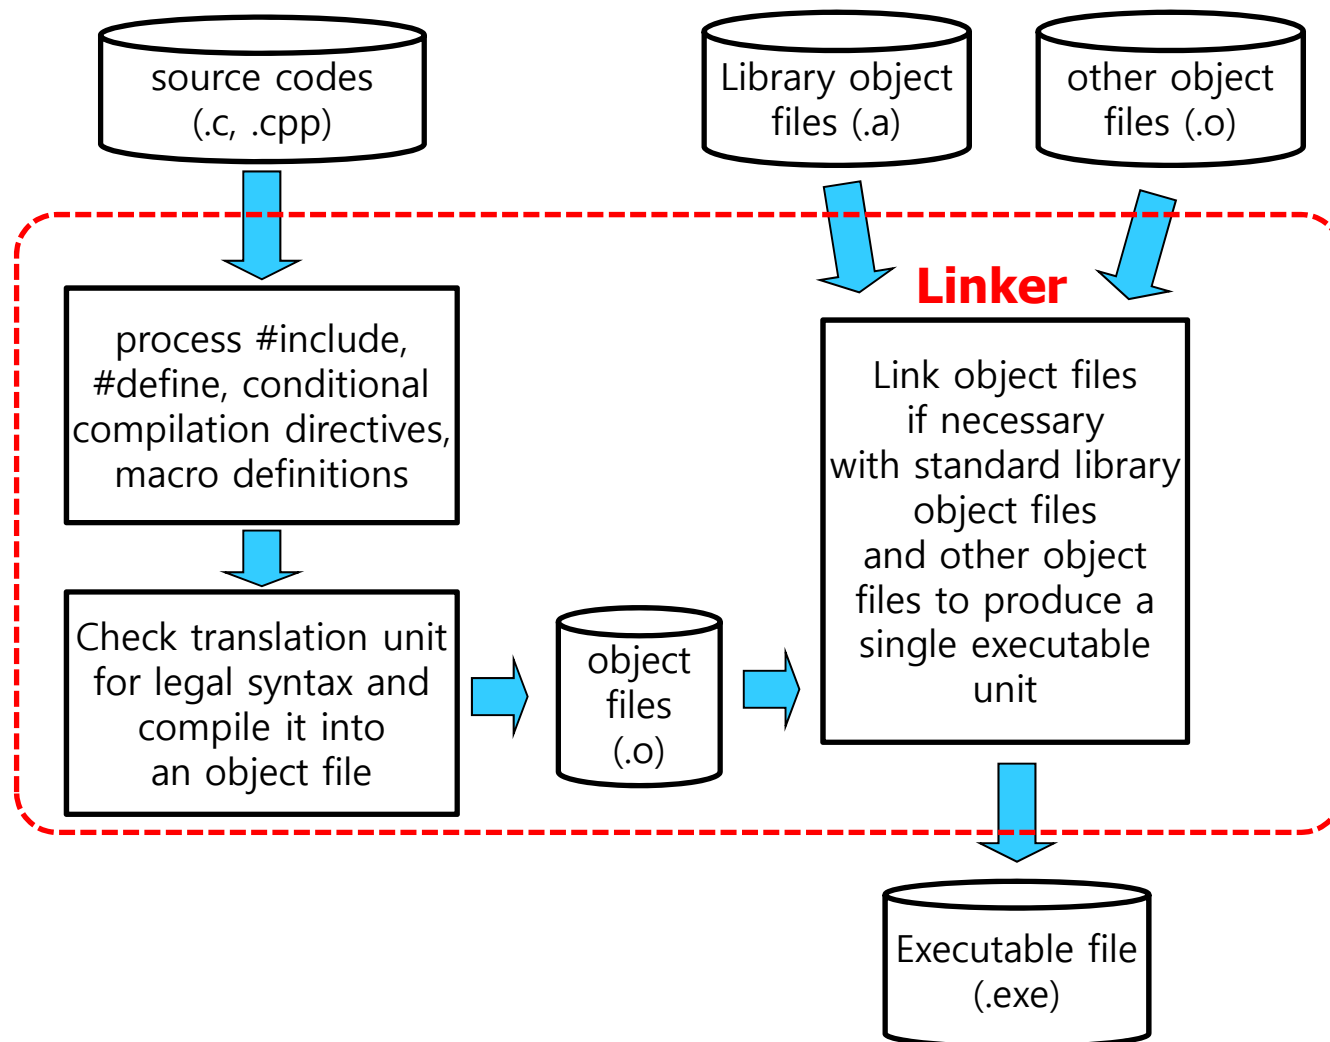 source codes
(.c, .cpp)
Library object
files (.a)
other object
files (.o)
process #include,
#define, conditional
compilation directives,
macro definitions
Check translation unit
for legal syntax and
compile it into
an object file
object
files
(.o)
Linker
Link object files
if necessary
with standard library
object files
and other object
files to produce a
single executable
unit
Executable file
(.exe)